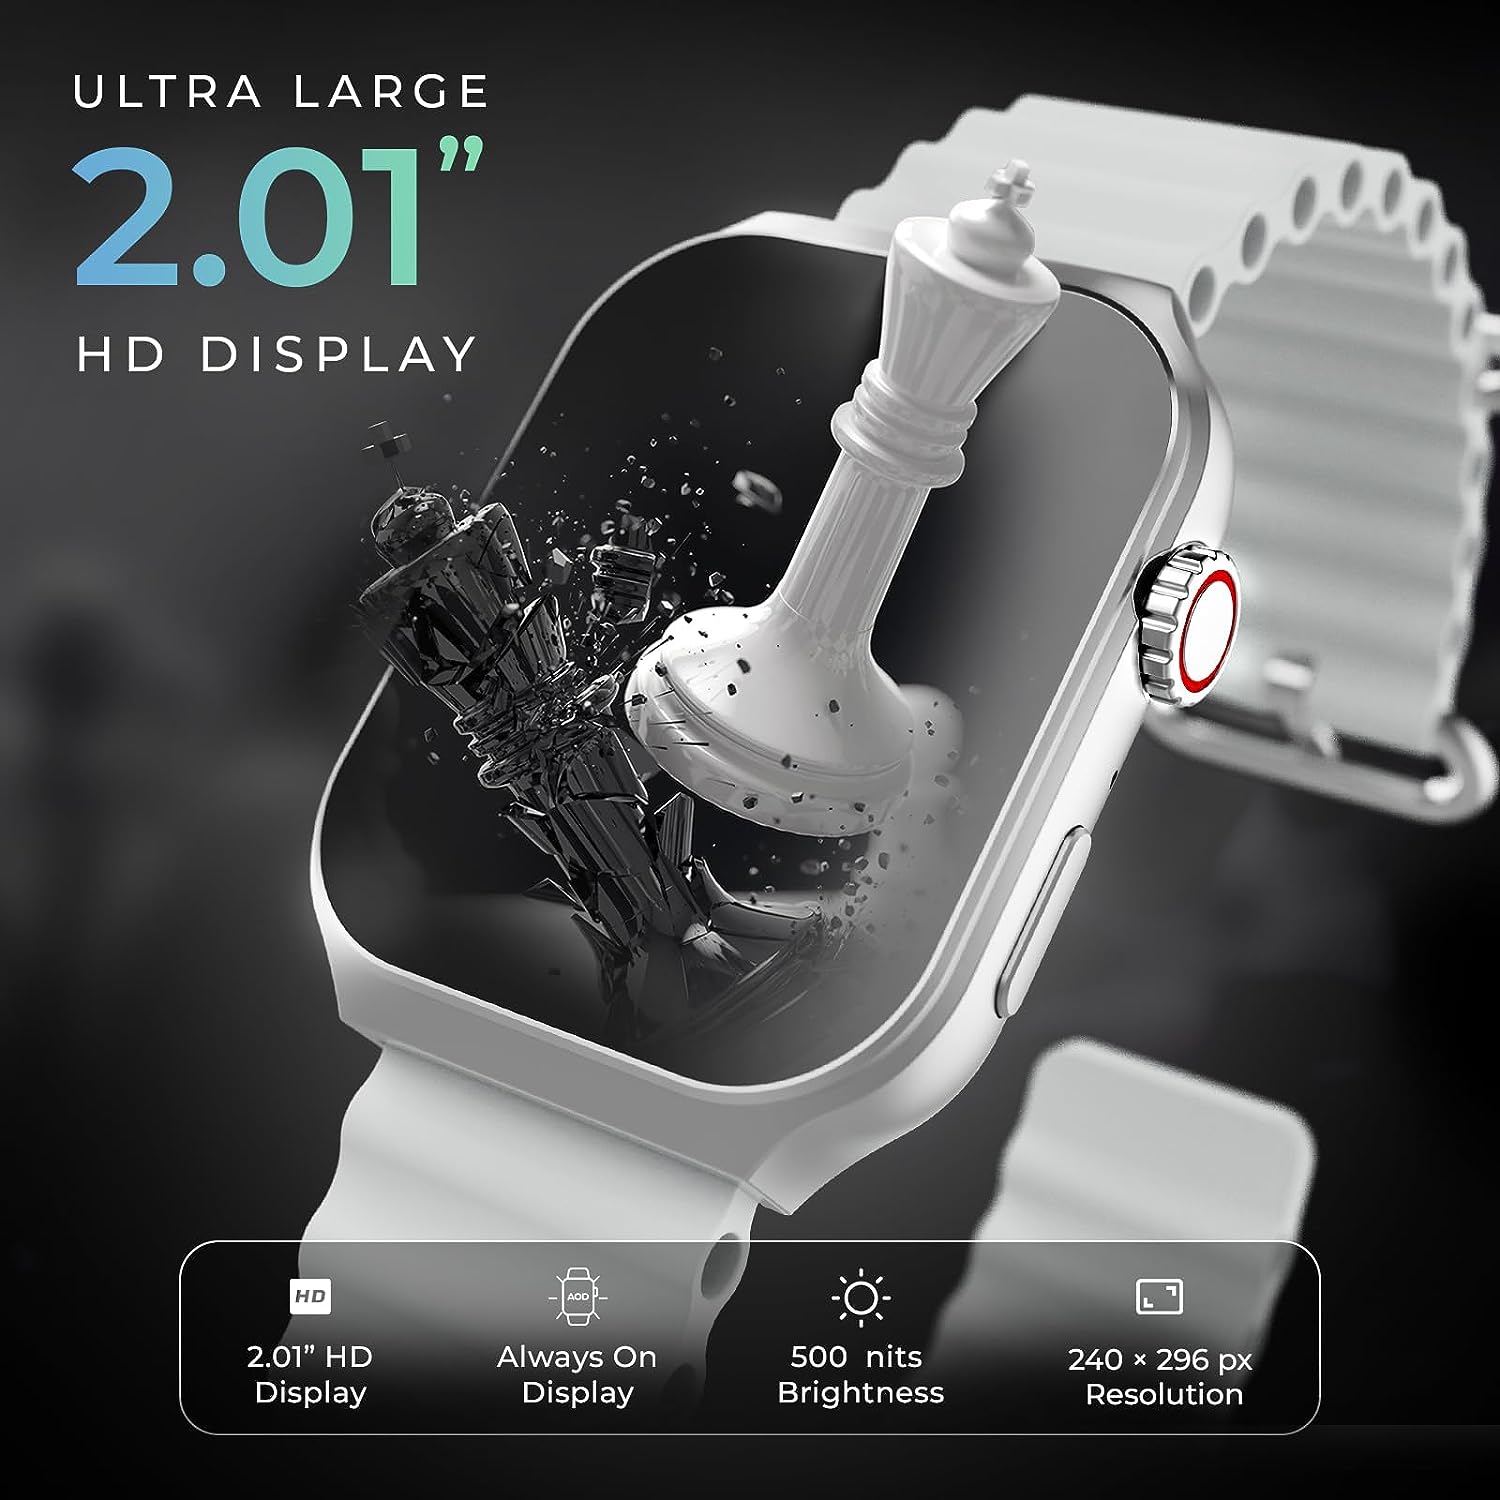 ULTRA LARGE
2.01”
HD DISPLAY
HD
AOD
2.01” HD
Display
Always On
Display
500 nits
Brightness
240 × 296 px
Resolution